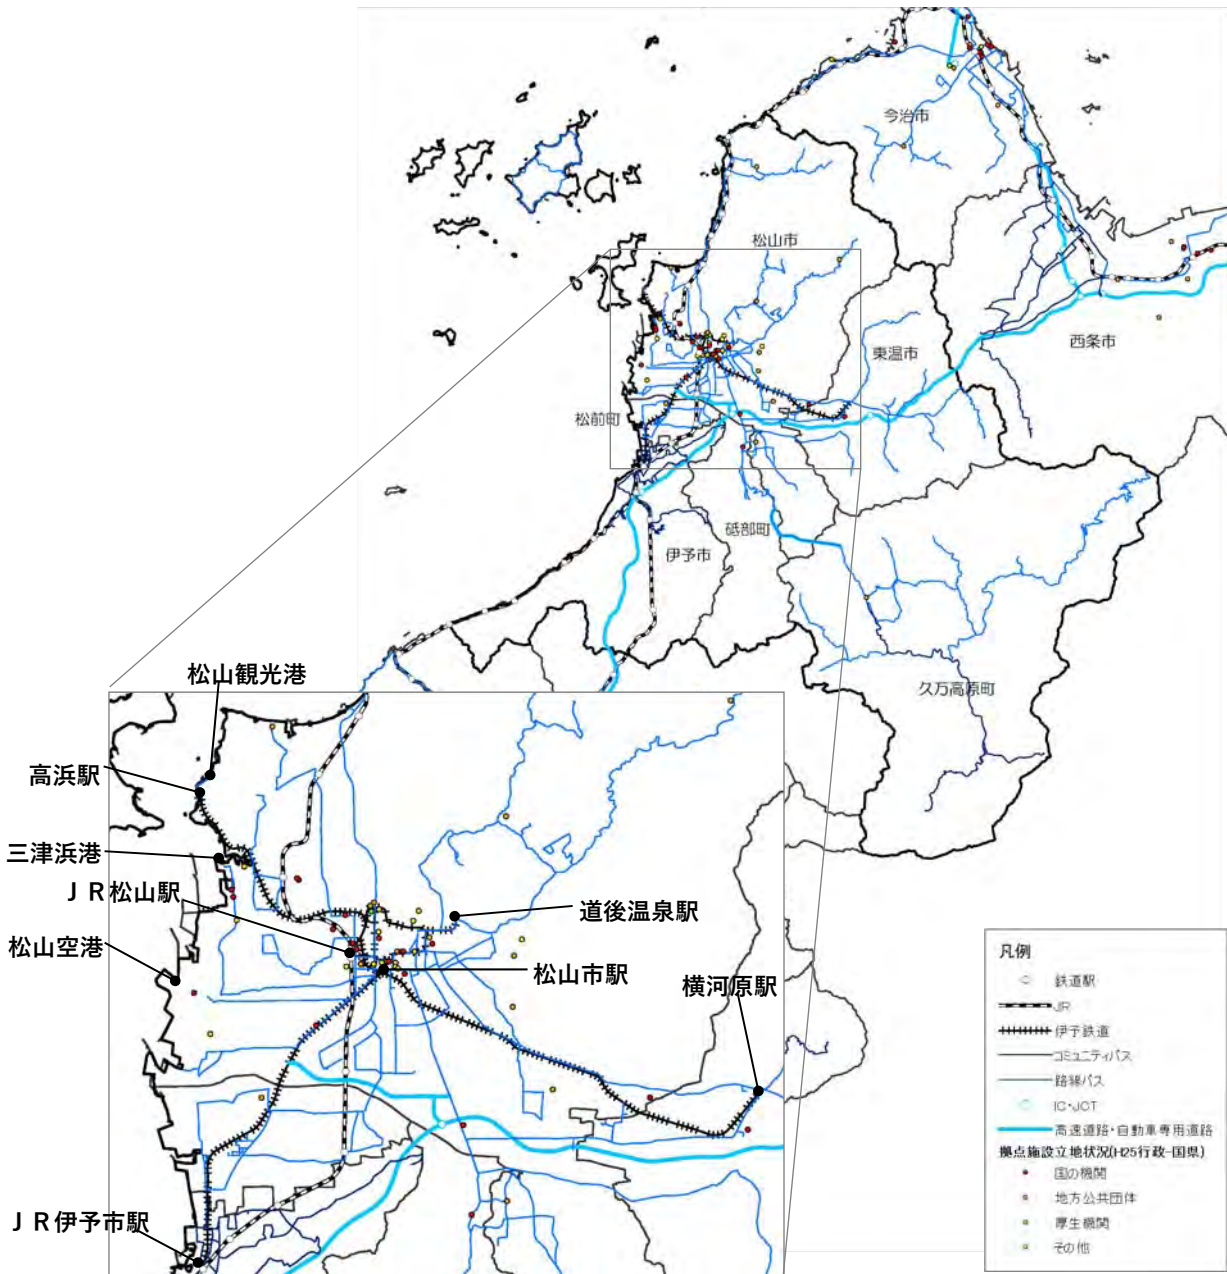 今治市
松山市
東温市
西条市
松前町
砥部町
伊予市
久万高原町
松山観光港
高浜駅
三津浜港
ＪＲ松山駅
道後温泉駅
松山空港
松山市駅
横河原駅
ＪＲ伊予市駅
凡例
鉄道駅
JR
伊予鉄道
コミュニティバス
路線バス
IC・JCT
高速道路・自動車専用道路
拠点施設立地状況(H25行政-国県)
国の機関
地方公共団体
厚生機関
その他